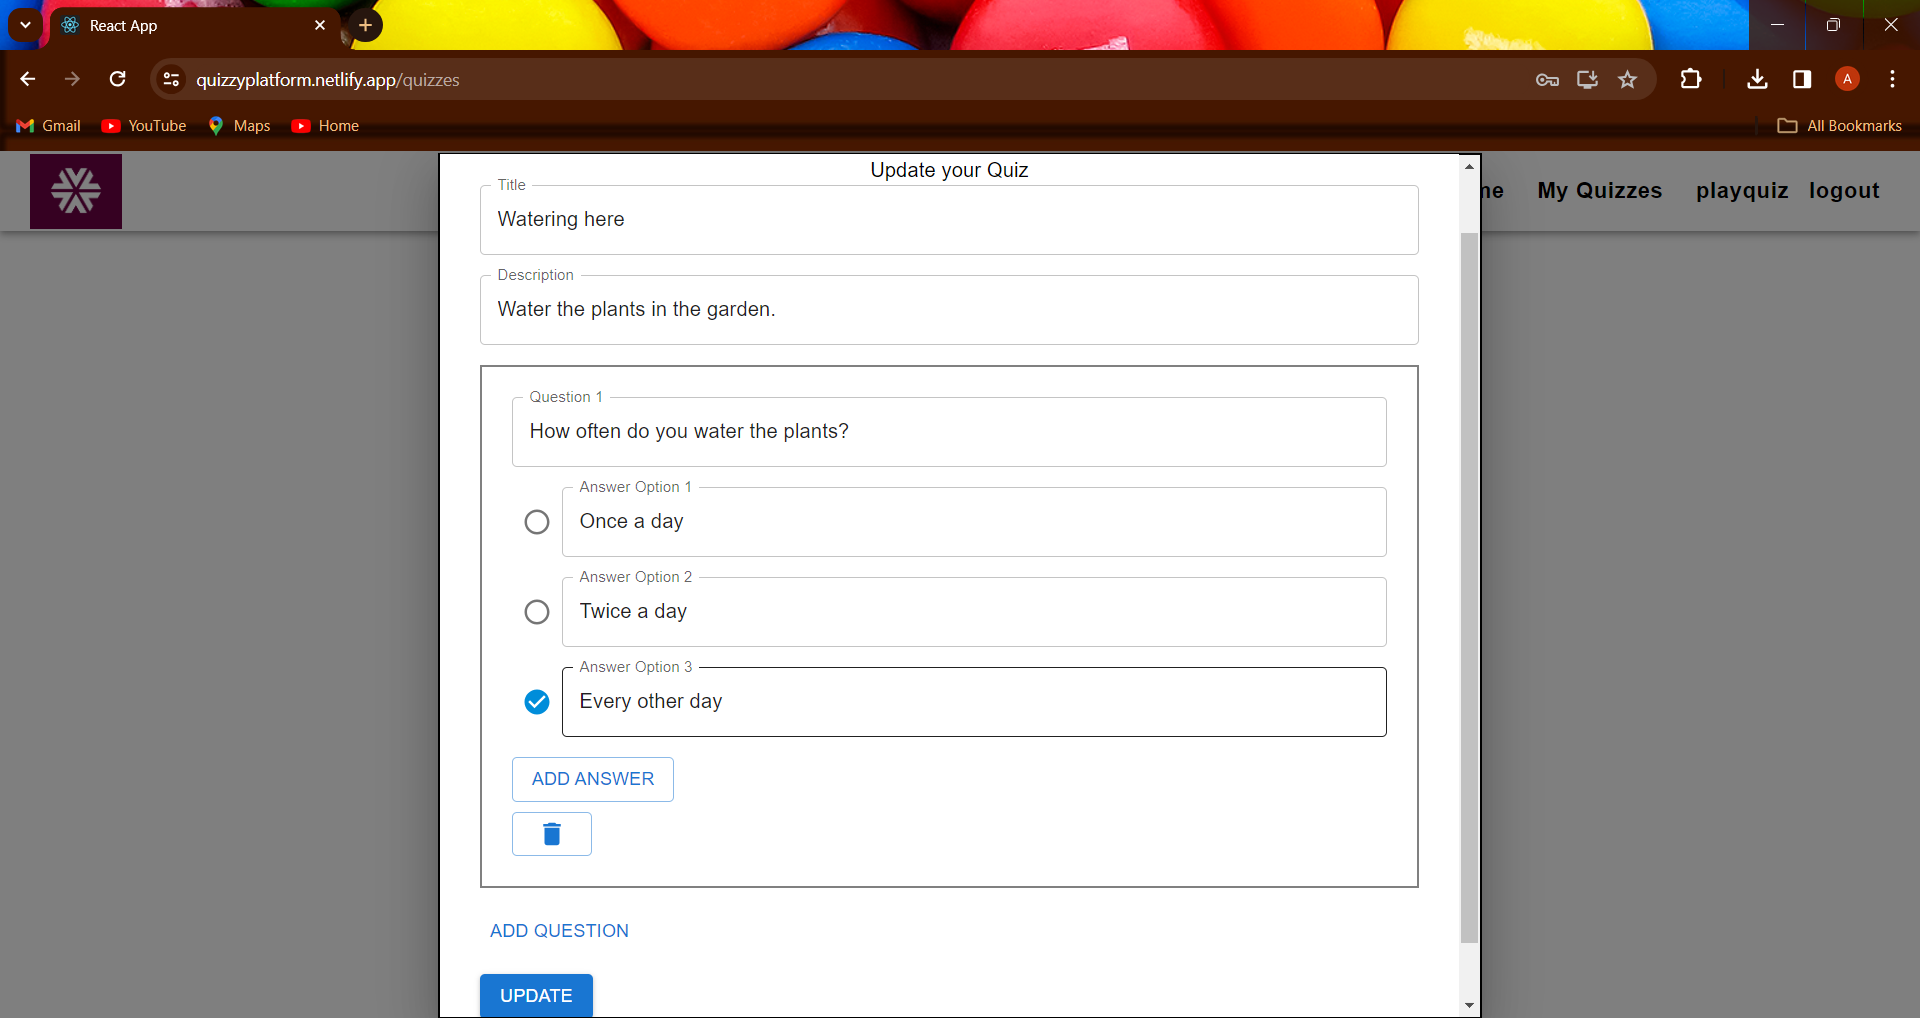 React App
quizzyplatform.netlify.app/quizzes
A
Gmail YouTube Maps Home All Bookmarks
My Quizzes playquiz logout
Update your Quiz
Title
Watering here
Description
Water the plants in the garden.
Question 1
How often do you water the plants?
Answer Option 1
Once a day
Answer Option 2
Twice a day
Answer Option 3
Every other day
ADD ANSWER
ADD QUESTION
UPDATE